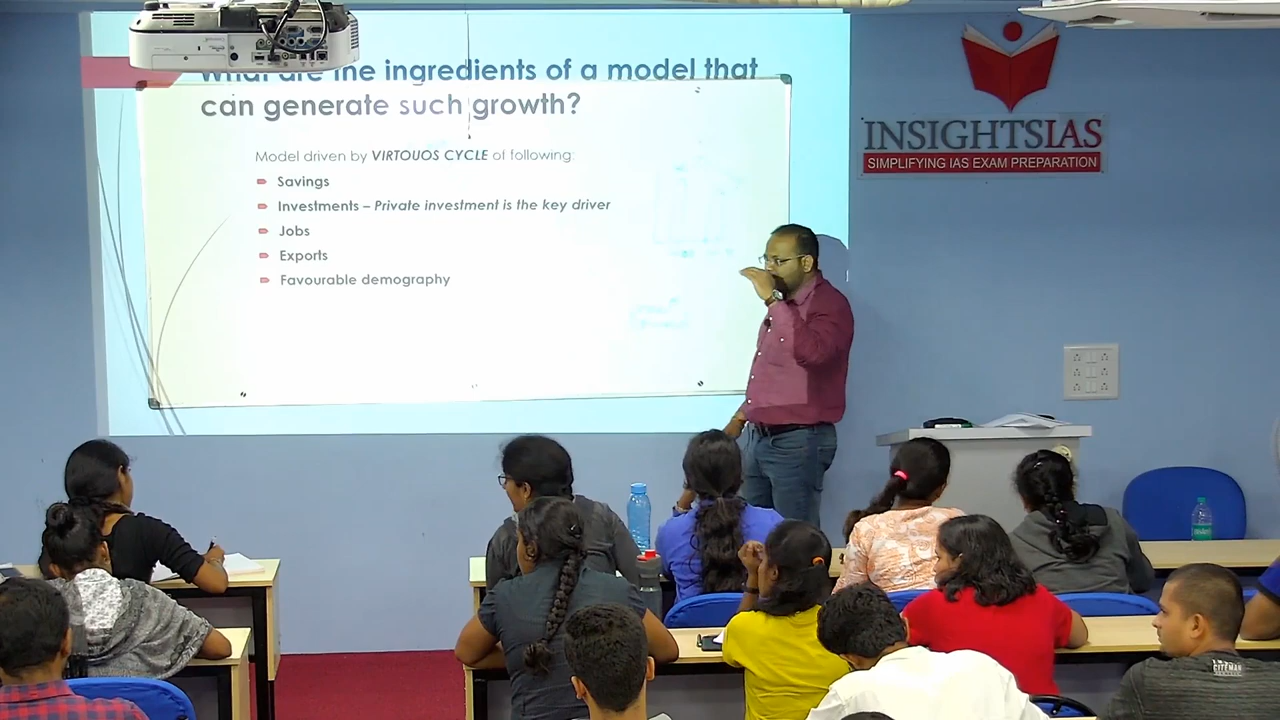 What are the ingredients of a model that
can generate such growth?
Model driven by VIRTOUOS CYCLE of following:
Savings
Investments – Private investment is the key driver
Jobs
Exports
Favourable demography
INSIGHTSIAS
SIMPLIFYING IAS EXAM PREPARATION